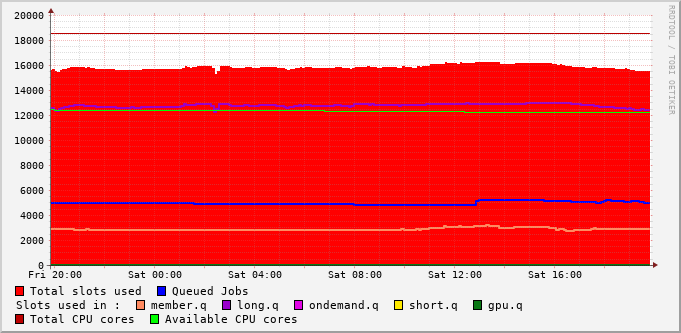 RRDTOOL / TOBI OETIKER
20000
18000
16000
14000
12000
10000
8000
6000
4000
2000
0
Fri 20:00 Sat 00:00 Sat 04:00 Sat 08:00 Sat 12:00 Sat 16:00
Total slots used Queued Jobs
Slots used in : member.q long.q ondemand.q short.q gpu.q
Total CPU cores Available CPU cores